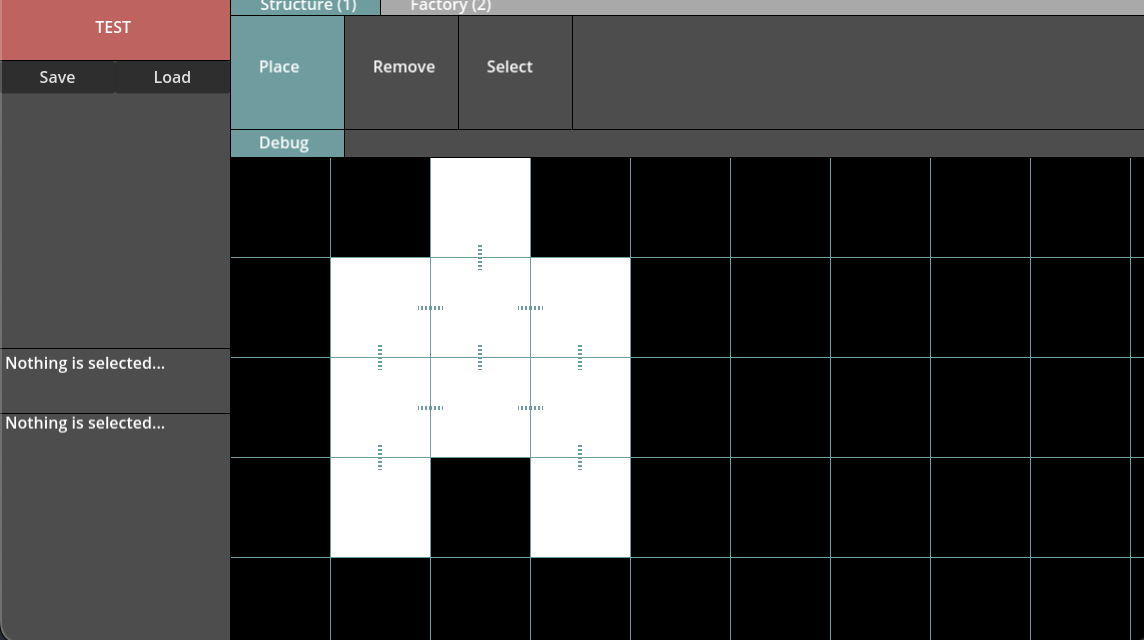 Structure (1)
Factory (2)
TEST
Save
Load
Place
Remove
Select
Debug
Nothing is selected...
Nothing is selected...